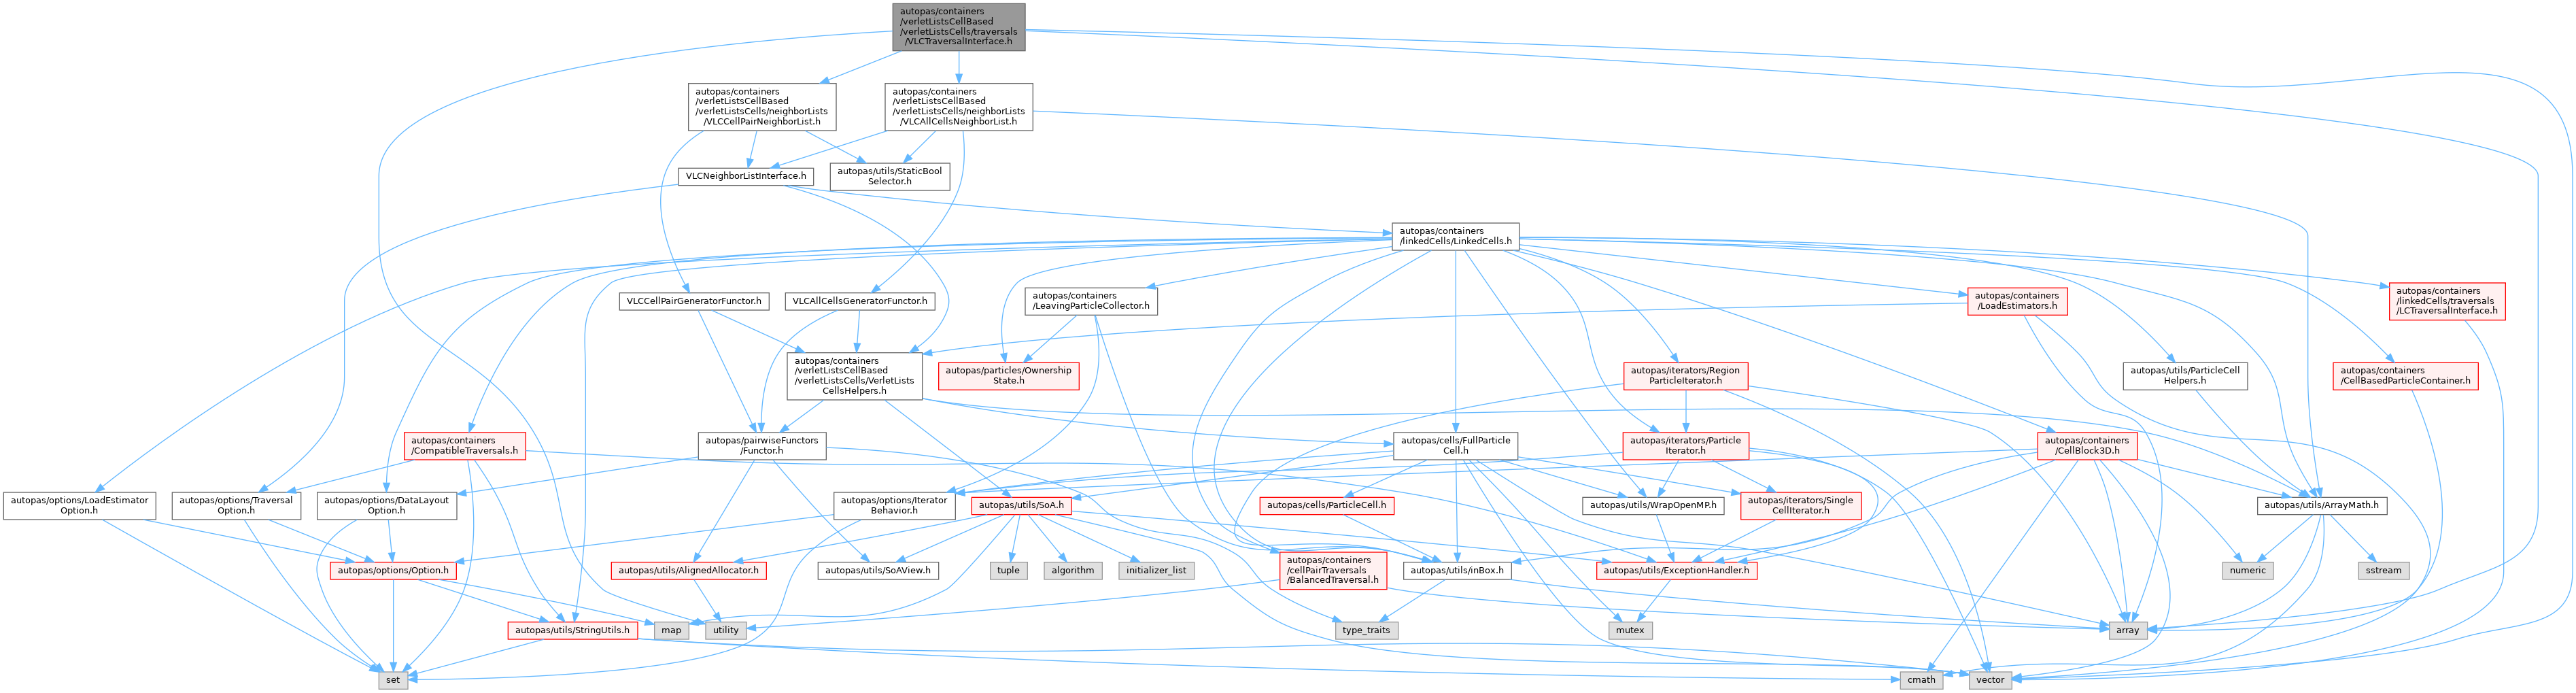 autopas/containers
/verletListsCellBased
/verletListsCells/traversals
/VLCTraversalInterface.h
autopas/containers
/verletListsCellBased
/verletListsCells/neighborLists
/VLCCellPairNeighborList.h
autopas/containers
/verletListsCellBased
/verletListsCells/neighborLists
/VLCAllCellsNeighborList.h
VLCNeighborListInterface.h
autopas/utils/StaticBool
Selector.h
autopas/containers
/linkedCells/LinkedCells.h
VLCCellPairGeneratorFunctor.h
VLCAllCellsGeneratorFunctor.h
autopas/containers
/LeavingParticleCollector.h
autopas/containers
/LoadEstimators.h
autopas/containers
/linkedCells/traversals
/LCTraversalInterface.h
autopas/containers
/verletListsCellBased
/verletListsCells/VerletLists
CellsHelpers.h
autopas/particles/Ownership
State.h
autopas/iterators/Region
ParticleIterator.h
autopas/utils/ParticleCell
Helpers.h
autopas/containers
/CellBasedParticleContainer.h
autopas/containers
/CompatibleTraversals.h
autopas/pairwiseFunctors
/Functor.h
autopas/cells/FullParticle
Cell.h
autopas/iterators/Particle
Iterator.h
autopas/containers
/CellBlock3D.h
autopas/options/LoadEstimator
Option.h
autopas/options/Traversal
Option.h
autopas/options/DataLayout
Option.h
autopas/options/Iterator
Behavior.h
autopas/utils/SoA.h
autopas/cells/ParticleCell.h
autopas/utils/WrapOpenMP.h
autopas/iterators/Single
CellIterator.h
autopas/utils/ArrayMath.h
autopas/options/Option.h
autopas/utils/AlignedAllocator.h
autopas/utils/SoAView.h
tuple
algorithm
initializer_list
autopas/containers
/cellPairTraversals
/BalancedTraversal.h
autopas/utils/inBox.h
autopas/utils/ExceptionHandler.h
numeric
sstream
autopas/utils/StringUtils.h
map
utility
type_traits
mutex
array
set
cmath
vector